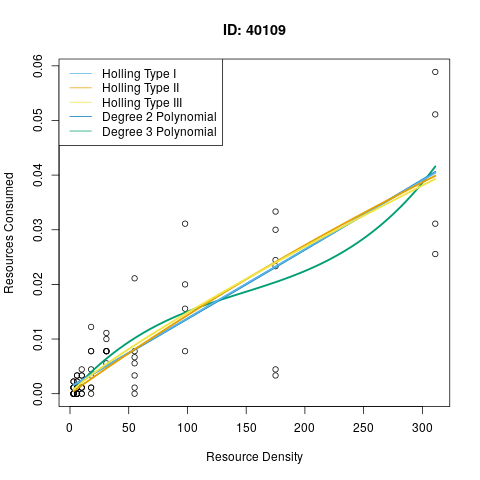 ID: 40109
Holling Type I
Holling Type II
Holling Type III
Degree 2 Polynomial
Degree 3 Polynomial
Resources Consumed
0.00
0.01
0.02
0.03
0.04
0.05
0.06
0
50
100
150
200
250
300
Resource Density